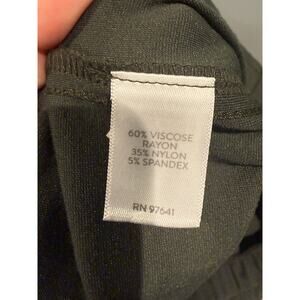 60% VISCOSE
RAYON
35% NYLON
5% SPANDEX
RN 97641